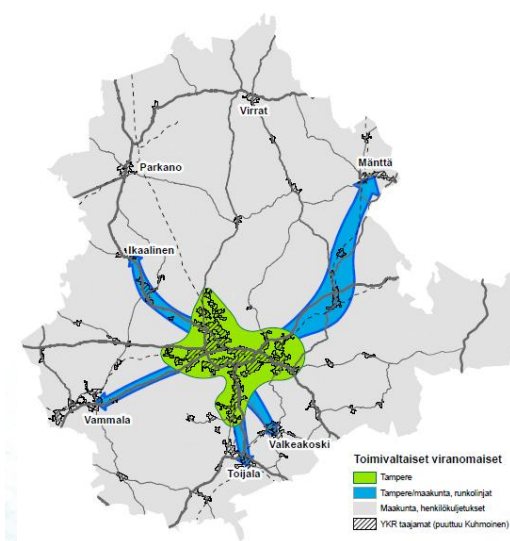 Virrat
Mänttä
Parkano
Ikaalinen
Vammala
Valkeakoski
Toijala
Toimivaltaiset viranomaiset
Tampere
Tampere/maakunta, runkolinjat
Maakunta, henkilökuljetukset
YKR taajamat (puuttuu Kuhmoinen)